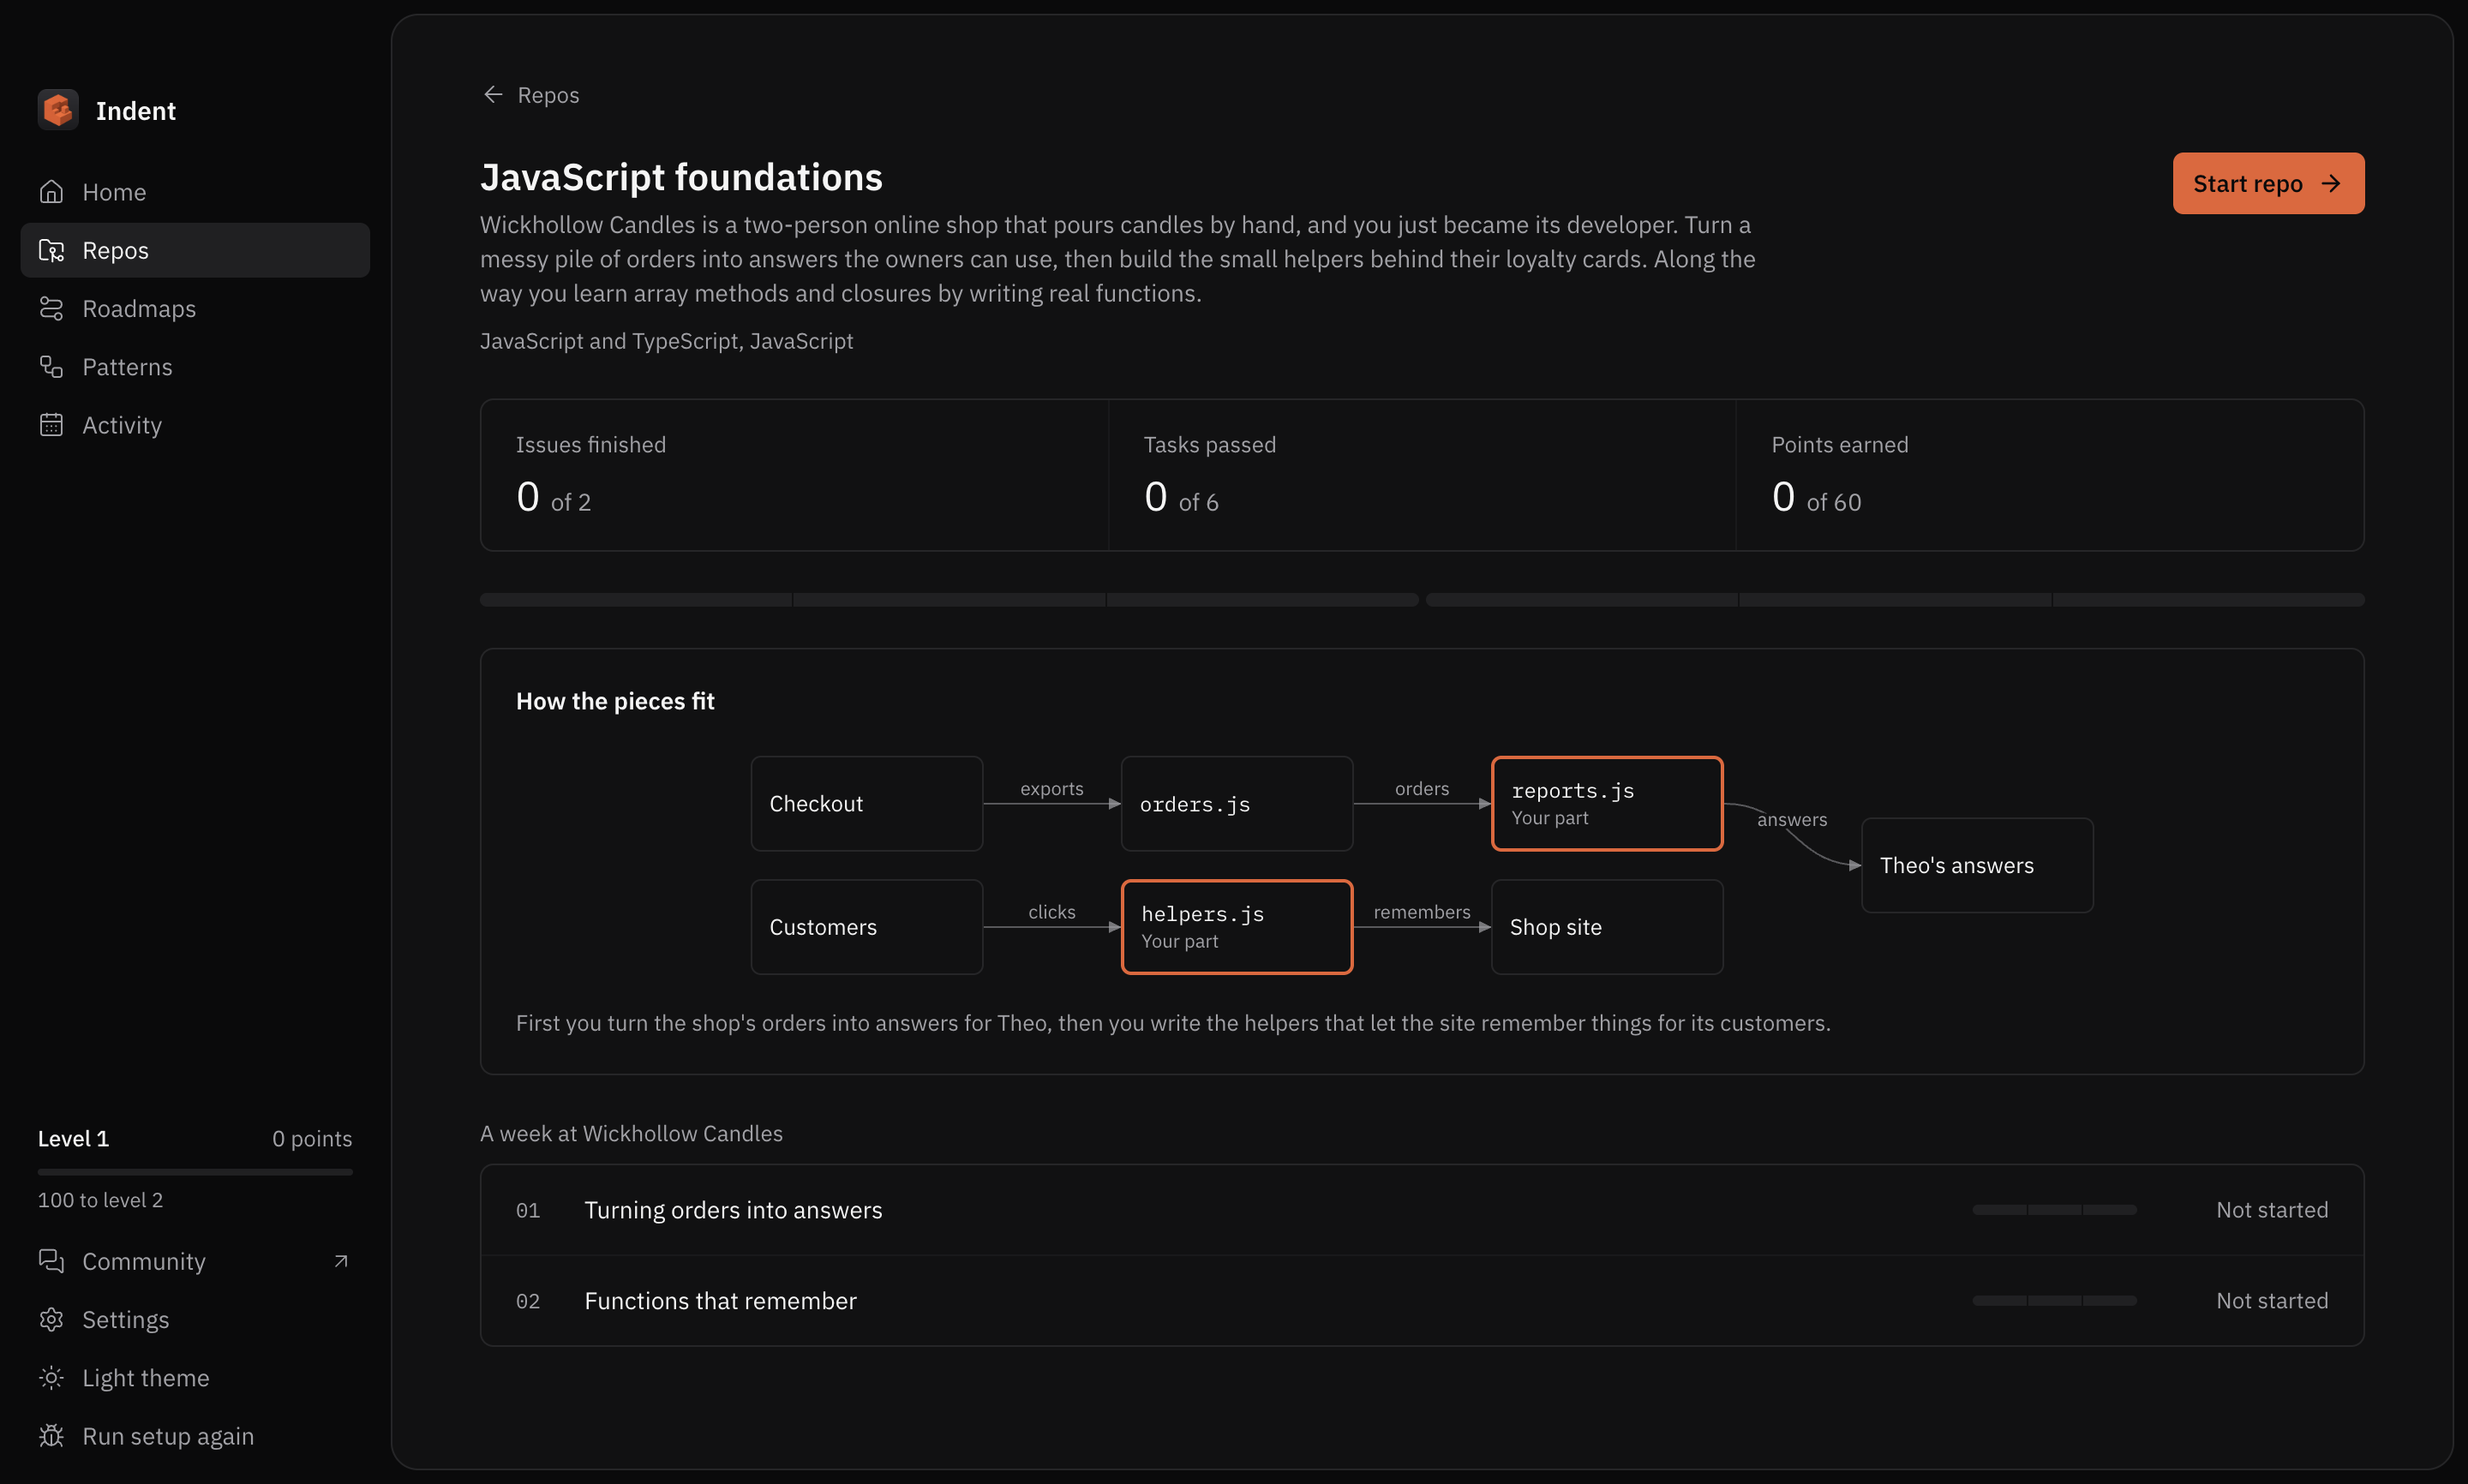 Indent
Home
Repos
Roadmaps
Patterns
Activity
Level 1
0 points
100 to level 2
Community
Settings
Light theme
Run setup again
Repos
JavaScript foundations
Start repo
Wickhollow Candles is a two-person online shop that pours candles by hand, and you just became its developer. Turn a
messy pile of orders into answers the owners can use, then build the small helpers behind their loyalty cards. Along the
way you learn array methods and closures by writing real functions.
JavaScript and TypeScript, JavaScript
Issues finished
0 of 2
Tasks passed
0 of 6
Points earned
0 of 60
How the pieces fit
Checkout
exports
orders.js
orders
reports.js
Your part
answers
Theo's answers
Customers
clicks
helpers.js
Your part
remembers
Shop site
First you turn the shop's orders into answers for Theo, then you write the helpers that let the site remember things for its customers.
A week at Wickhollow Candles
01 Turning orders into answers Not started
02 Functions that remember Not started